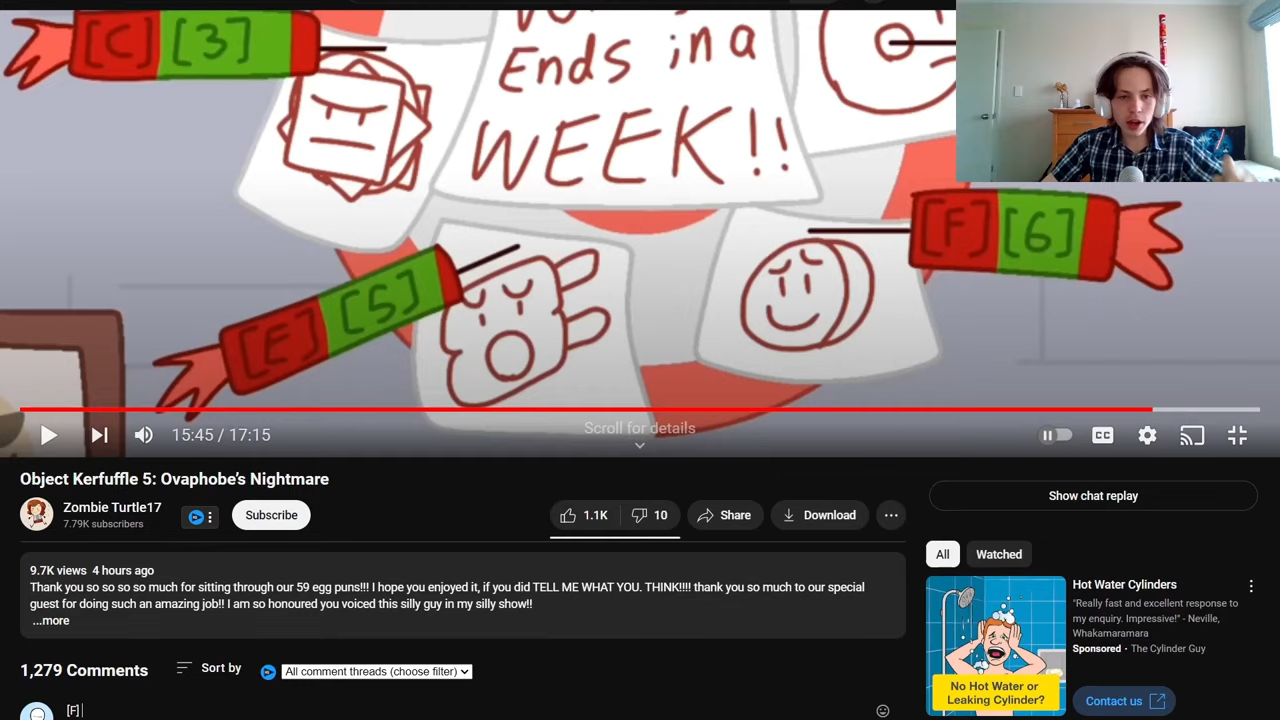 [C] [3]
Ends in a
WEEK!!
[F] [6]
[E] [5]
15:45 / 17:15
Scroll for details
CC
Object Kerfuffle 5: Ovaphobe's Nightmare
Zombie Turtle17
7.79K subscribers
Subscribe
1.1K
10
Share
Download
Show chat replay
9.7K views 4 hours ago
Thank you so so so so much for sitting through our 59 egg puns!!! I hope you enjoyed it, if you did TELL ME WHAT YOU. THINK!!!! thank you so much to our special
guest for doing such an amazing job!! I am so honoured you voiced this silly guy in my silly show!!
...more
All
Watched
Hot Water Cylinders
"Really fast and excellent response to
my enquiry. Impressive!" - Neville,
Whakamaramara
Sponsored · The Cylinder Guy
No Hot Water or
Leaking Cylinder?
Contact us
1,279 Comments
Sort by
All comment threads (choose filter)
[F]